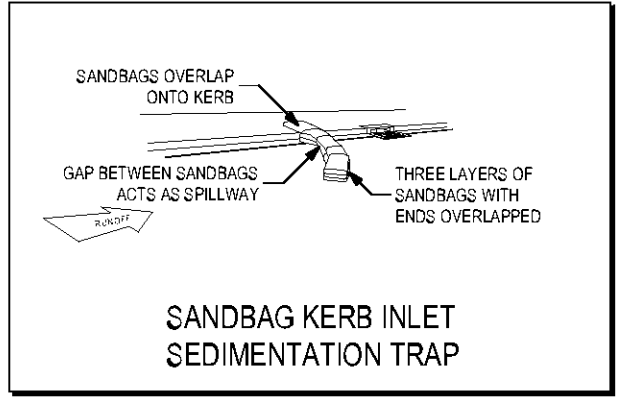 SANDBAGS OVERLAP
ONTO KERB
GAP BETWEEN SANDBAGS
ACTS AS SPILLWAY
THREE LAYERS OF
SANDBAGS WITH
ENDS OVERLAPPED
RUNOFF
SANDBAG KERB INLET
SEDIMENTATION TRAP